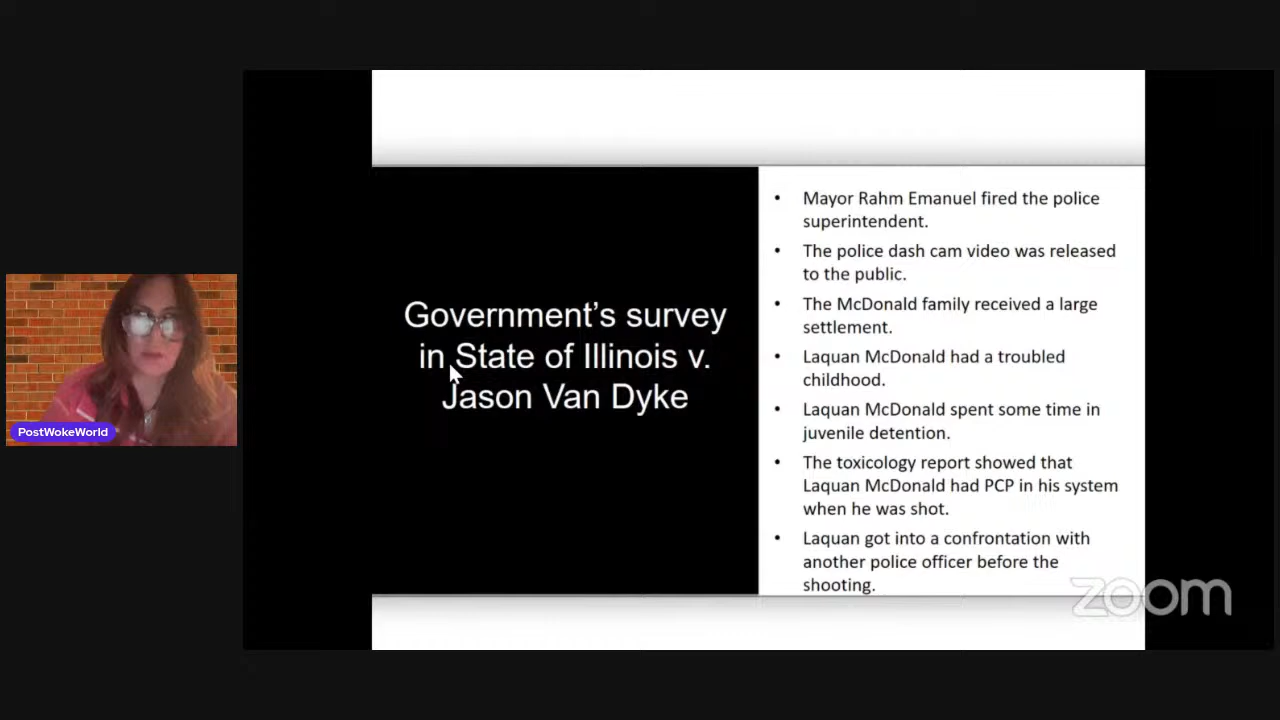 Government’s survey
in State of Illinois v.
Jason Van Dyke
• Mayor Rahm Emanuel fired the police
superintendent.
• The police dash cam video was released
to the public.
• The McDonald family received a large
settlement.
• Laquan McDonald had a troubled
childhood.
• Laquan McDonald spent some time in
juvenile detention.
• The toxicology report showed that
Laquan McDonald had PCP in his system
when he was shot.
• Laquan got into a confrontation with
another police officer before the
shooting.
PostWokeWorld
zoom